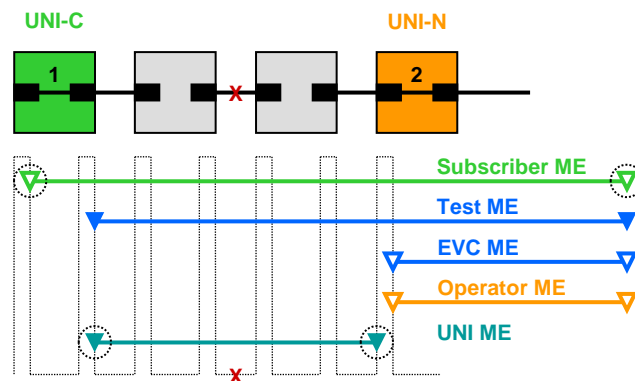 UNI-C UNI-N
1 2
X
Subscriber ME
Test ME
EVC ME
Operator ME
UNI ME
X